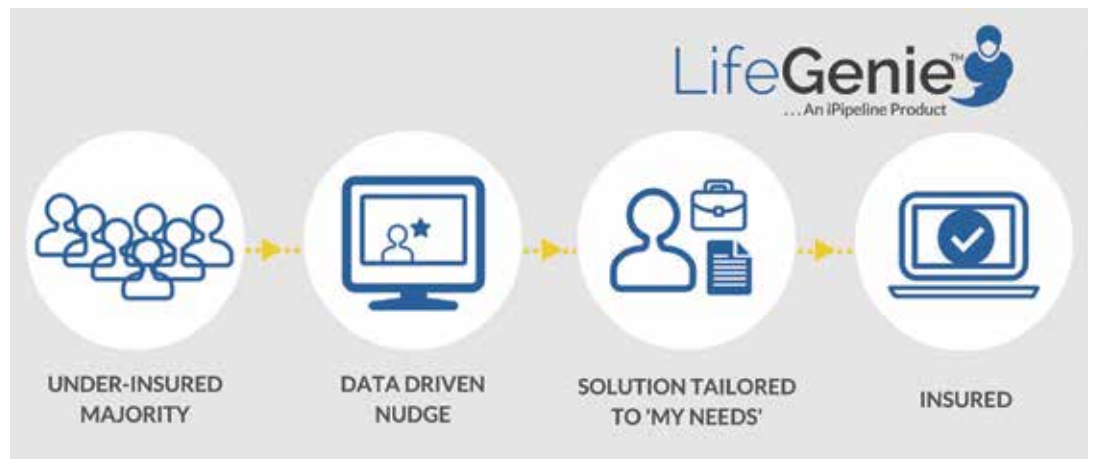 LifeGenie™
...An iPipeline Product
UNDER-INSURED
MAJORITY
DATA DRIVEN
NUDGE
SOLUTION TAILORED
TO 'MY NEEDS'
INSURED